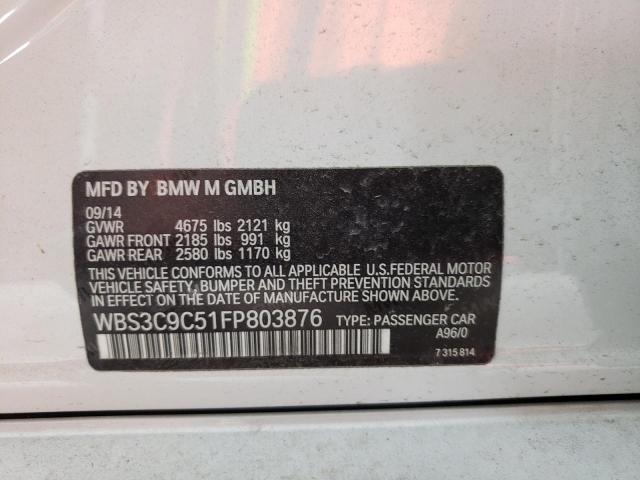 MFD BY BMW M GMBH
09/14
GVWR 4675 lbs 2121 kg
GAWR FRONT 2185 lbs 991 kg
GAWR REAR 2580 lbs 1170 kg
THIS VEHICLE CONFORMS TO ALL APPLICABLE U.S.FEDERAL MOTOR
VEHICLE SAFETY, BUMPER AND THEFT PREVENTION STANDARDS
IN EFFECT ON THE DATE OF MANUFACTURE SHOWN ABOVE.
WBS3C9C51FP803876 TYPE: PASSENGER CAR
A96/0
7 315 814